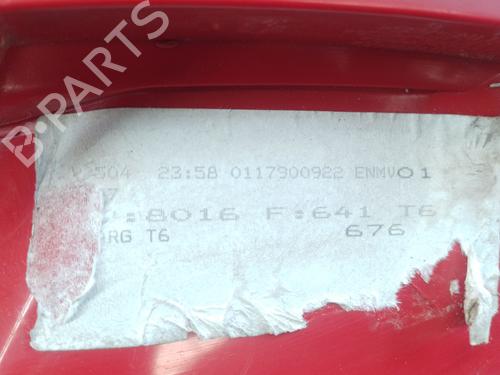 504 23:58 0117900922 ENMV01
:8016 F:641 T6
RG T6 676
B-PARTS